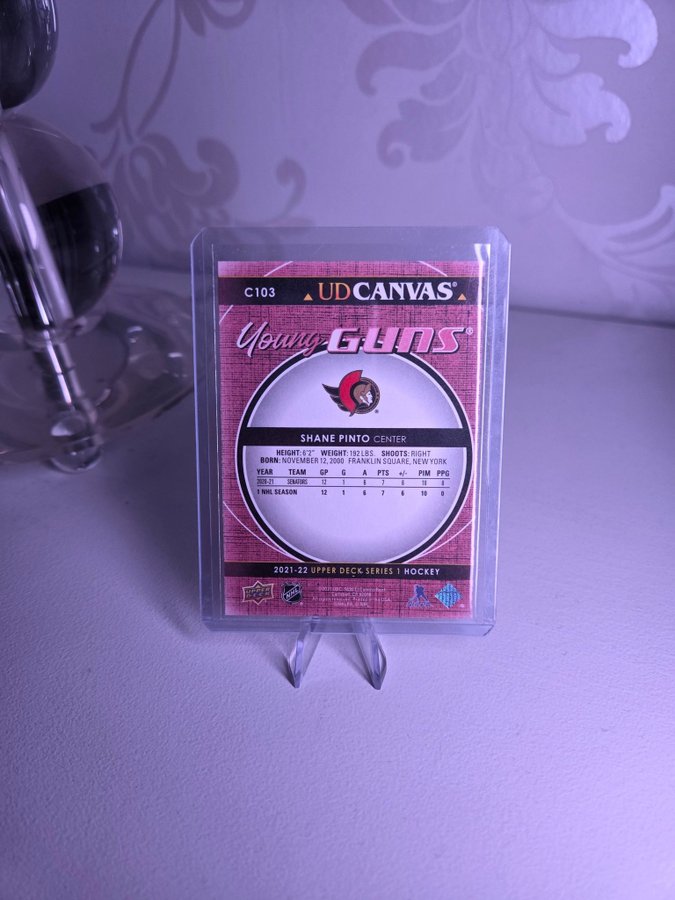 C103 UD CANVAS®
Young GUNS®
SHANE PINTO CENTER
HEIGHT: 6'2" WEIGHT: 192 LBS. SHOOTS: RIGHT
BORN: NOVEMBER 12, 2000 FRANKLIN SQUARE, NEW YORK
YEAR TEAM GP G A PTS +/- PIM PPG
2020-21 SENATORS 12 1 6 7 6 10 0
1 NHL SEASON 12 1 6 7 6 10 0
2021-22 UPPER DECK SERIES 1 HOCKEY
UPPER DECK NHL